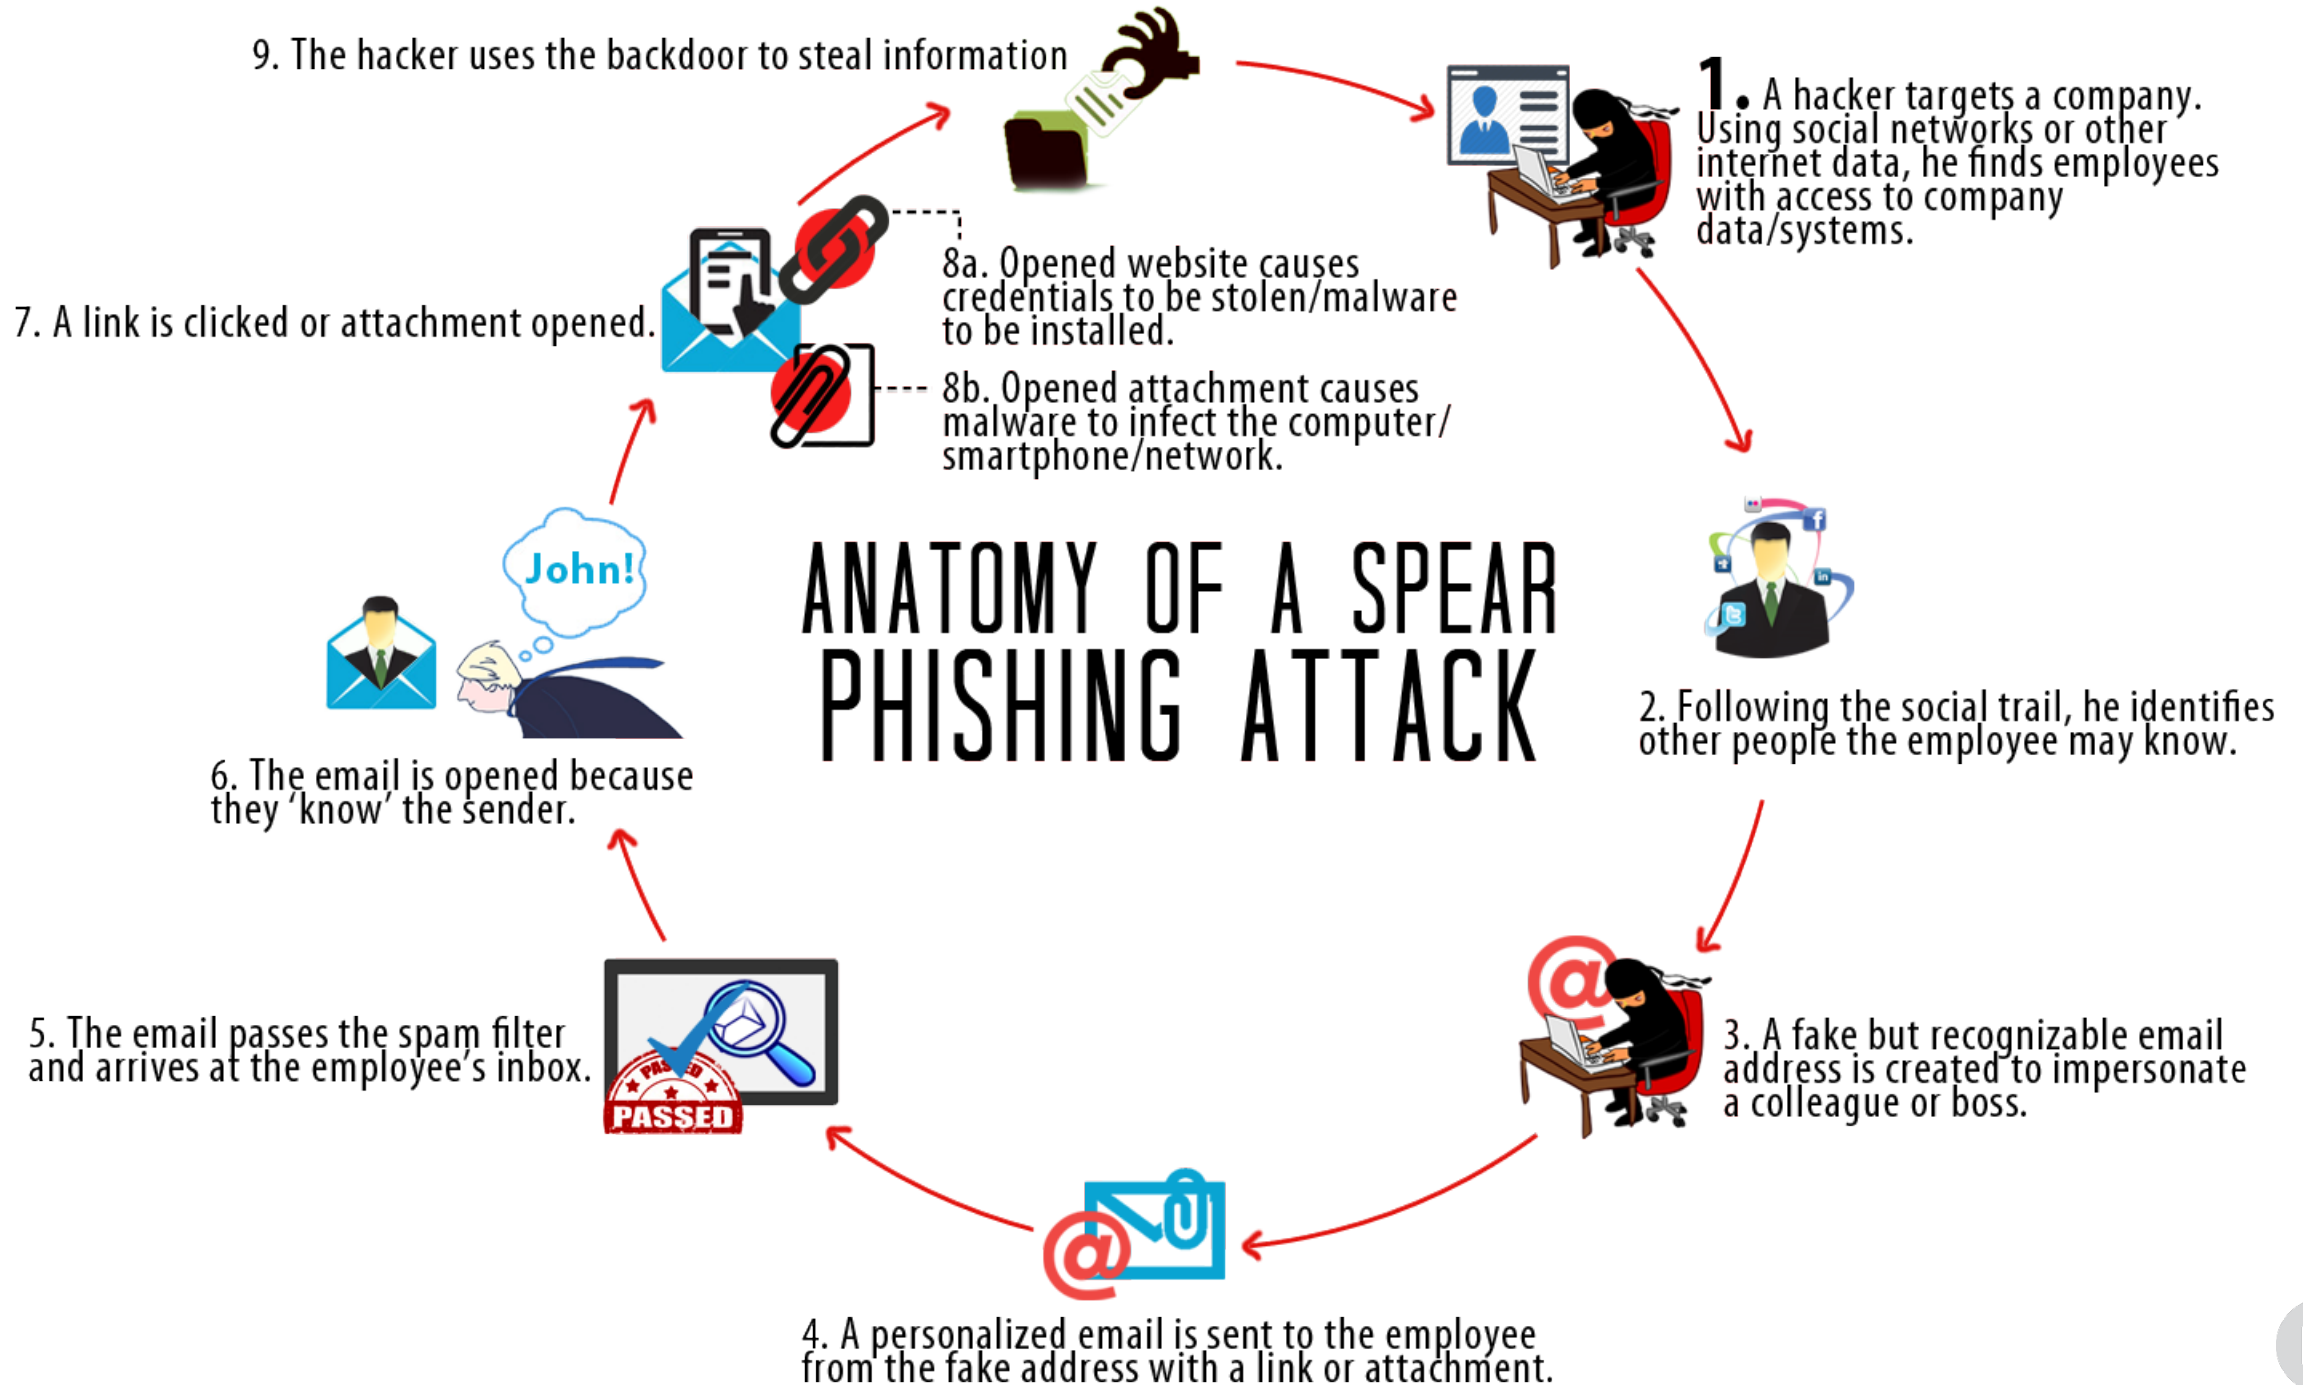 9. The hacker uses the backdoor to steal information
1. A hacker targets a company.
Using social networks or other
internet data, he finds employees
with access to company
data/systems.
8a. Opened website causes
credentials to be stolen/malware
to be installed.
7. A link is clicked or attachment opened.
8b. Opened attachment causes
malware to infect the computer/
smartphone/network.
John!
ANATOMY OF A SPEAR
PHISHING ATTACK
f
in
t
2. Following the social trail, he identifies
other people the employee may know.
6. The email is opened because
they ‘know’ the sender.
@
5. The email passes the spam filter
and arrives at the employee’s inbox.
PASSED
PASSED
3. A fake but recognizable email
address is created to impersonate
a colleague or boss.
@
4. A personalized email is sent to the employee
from the fake address with a link or attachment.